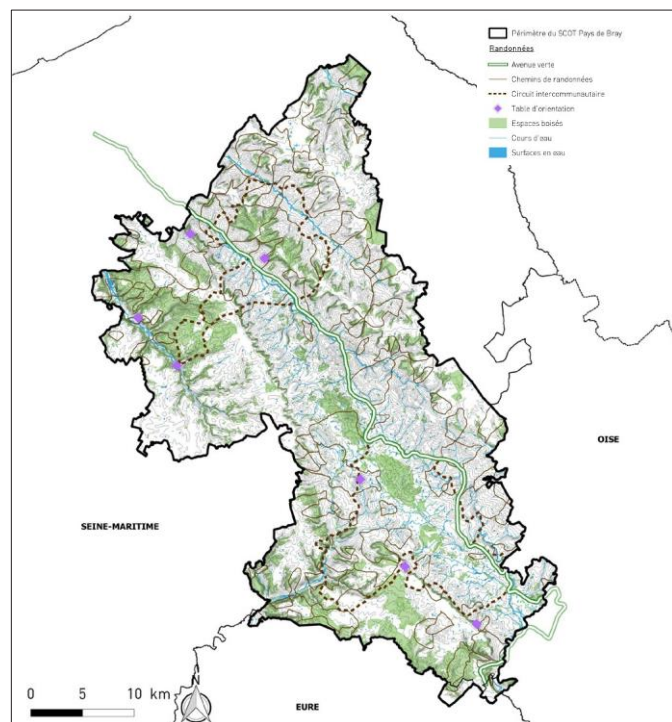 Périmètre du SCOT Pays de Bray
Randonnées
Avenue verte
Chemins de randonnées
Circuit intercommunautaire
Table d'orientation
Espaces boisés
Cours d'eau
Surfaces en eau
OISE
SEINE-MARITIME
N
0 5 10 km
EURE